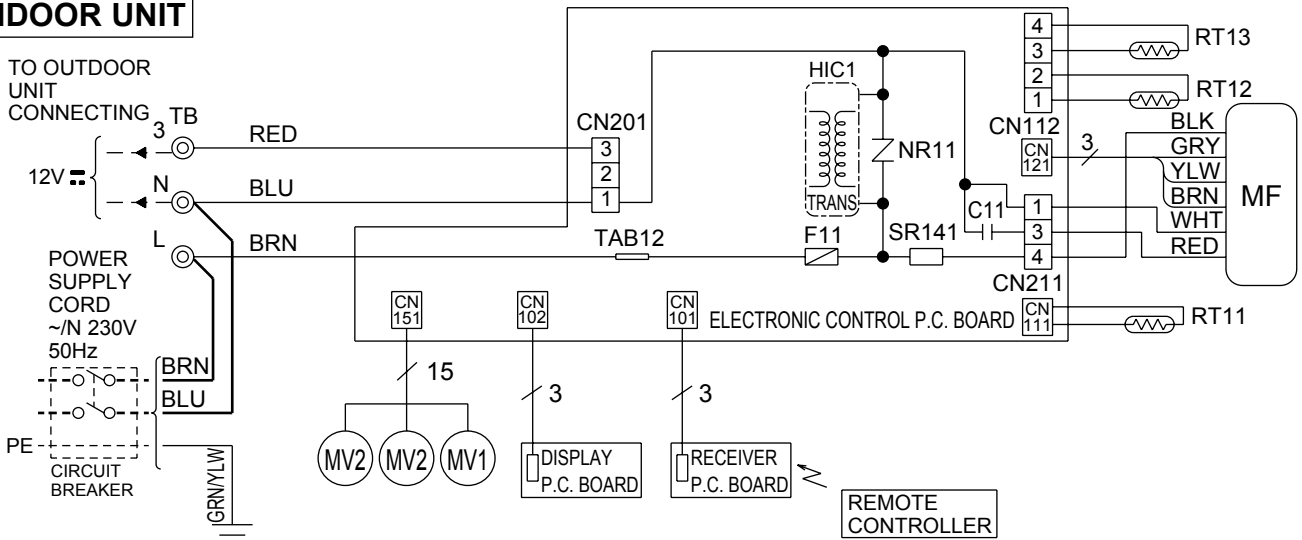 NDOOR UNIT
TO OUTDOOR
UNIT
CONNECTING
3 TB
RED
12V
N
BLU
L
BRN
POWER
SUPPLY
CORD
~/N 230V
50Hz
BRN
BLU
PE
CIRCUIT
BREAKER
GRN/YLW
CN201
3
2
1
TAB12
HIC1
TRANS
NR11
F11
SR141
C11
4
3
2
1
CN112
RT13
RT12
CN
121
3
1
3
4
CN211
BLK
GRY
YLW
BRN
WHT
RED
MF
CN
151
CN
102
CN
101
ELECTRONIC CONTROL P.C. BOARD
CN
111
RT11
15
3
3
MV2
MV2
MV1
DISPLAY
P.C. BOARD
RECEIVER
P.C. BOARD
REMOTE
CONTROLLER